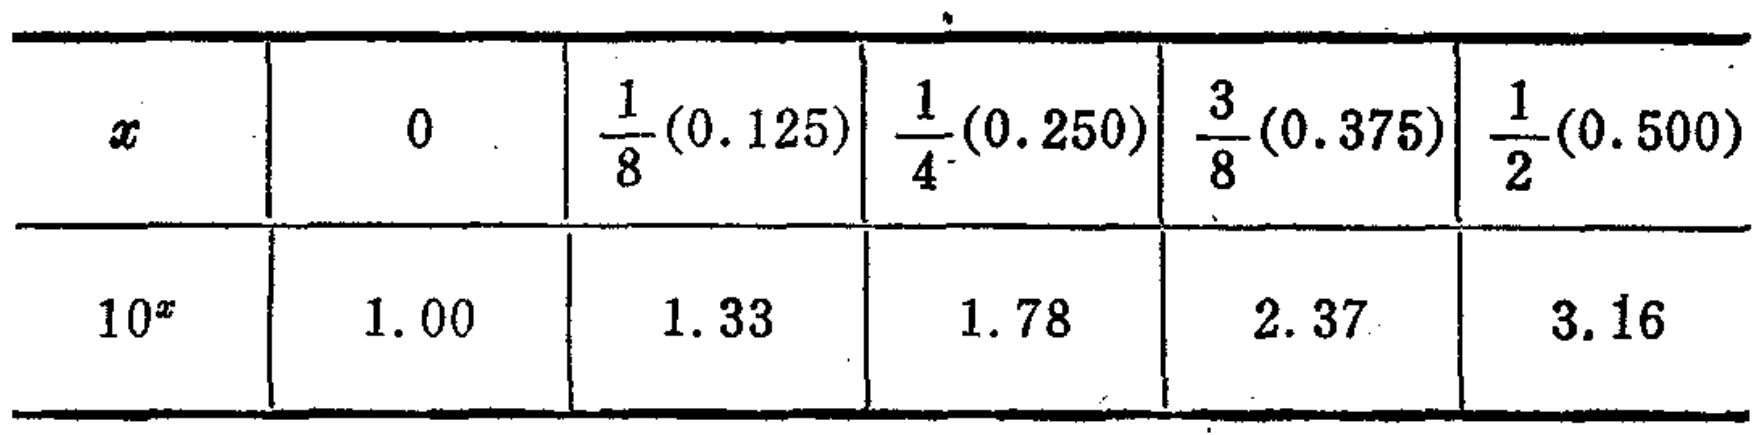 x 0 1/8(0.125) 1/4(0.250) 3/8(0.375) 1/2(0.500)
10ˣ 1.00 1.33 1.78 2.37 3.16